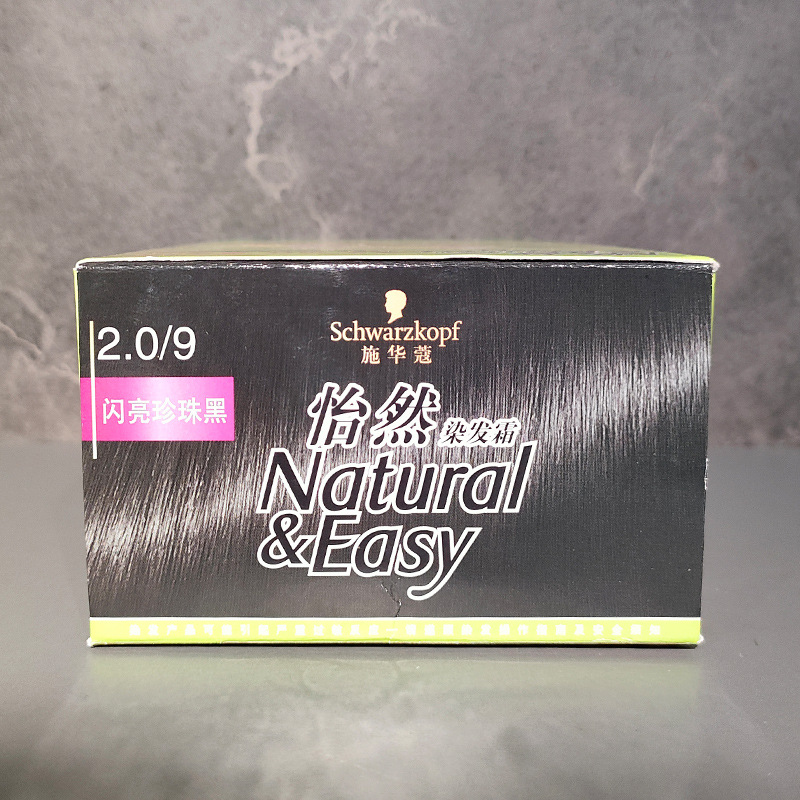 Schwarzkopf
施华蔻
2.0/9
闪亮珍珠黑
怡然 染发霜
Natural
&Easy